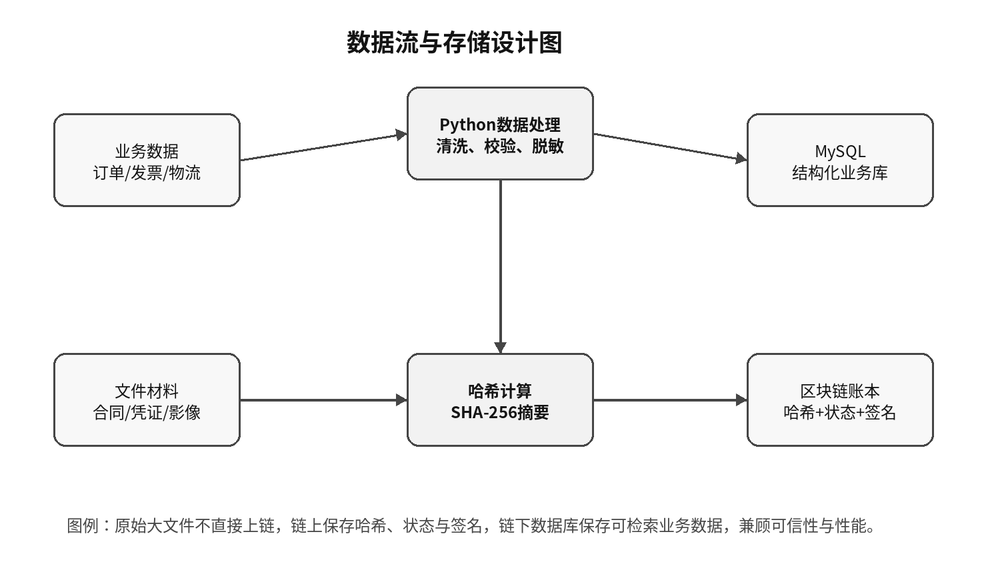 数据流与存储设计图
业务数据
订单/发票/物流
Python数据处理
清洗、校验、脱敏
MySQL
结构化业务库
文件材料
合同/凭证/影像
哈希计算
SHA-256摘要
区块链账本
哈希+状态+签名
图例：原始大文件不直接上链，链上保存哈希、状态与签名，链下数据库保存可检索业务数据，兼顾可信性与性能。